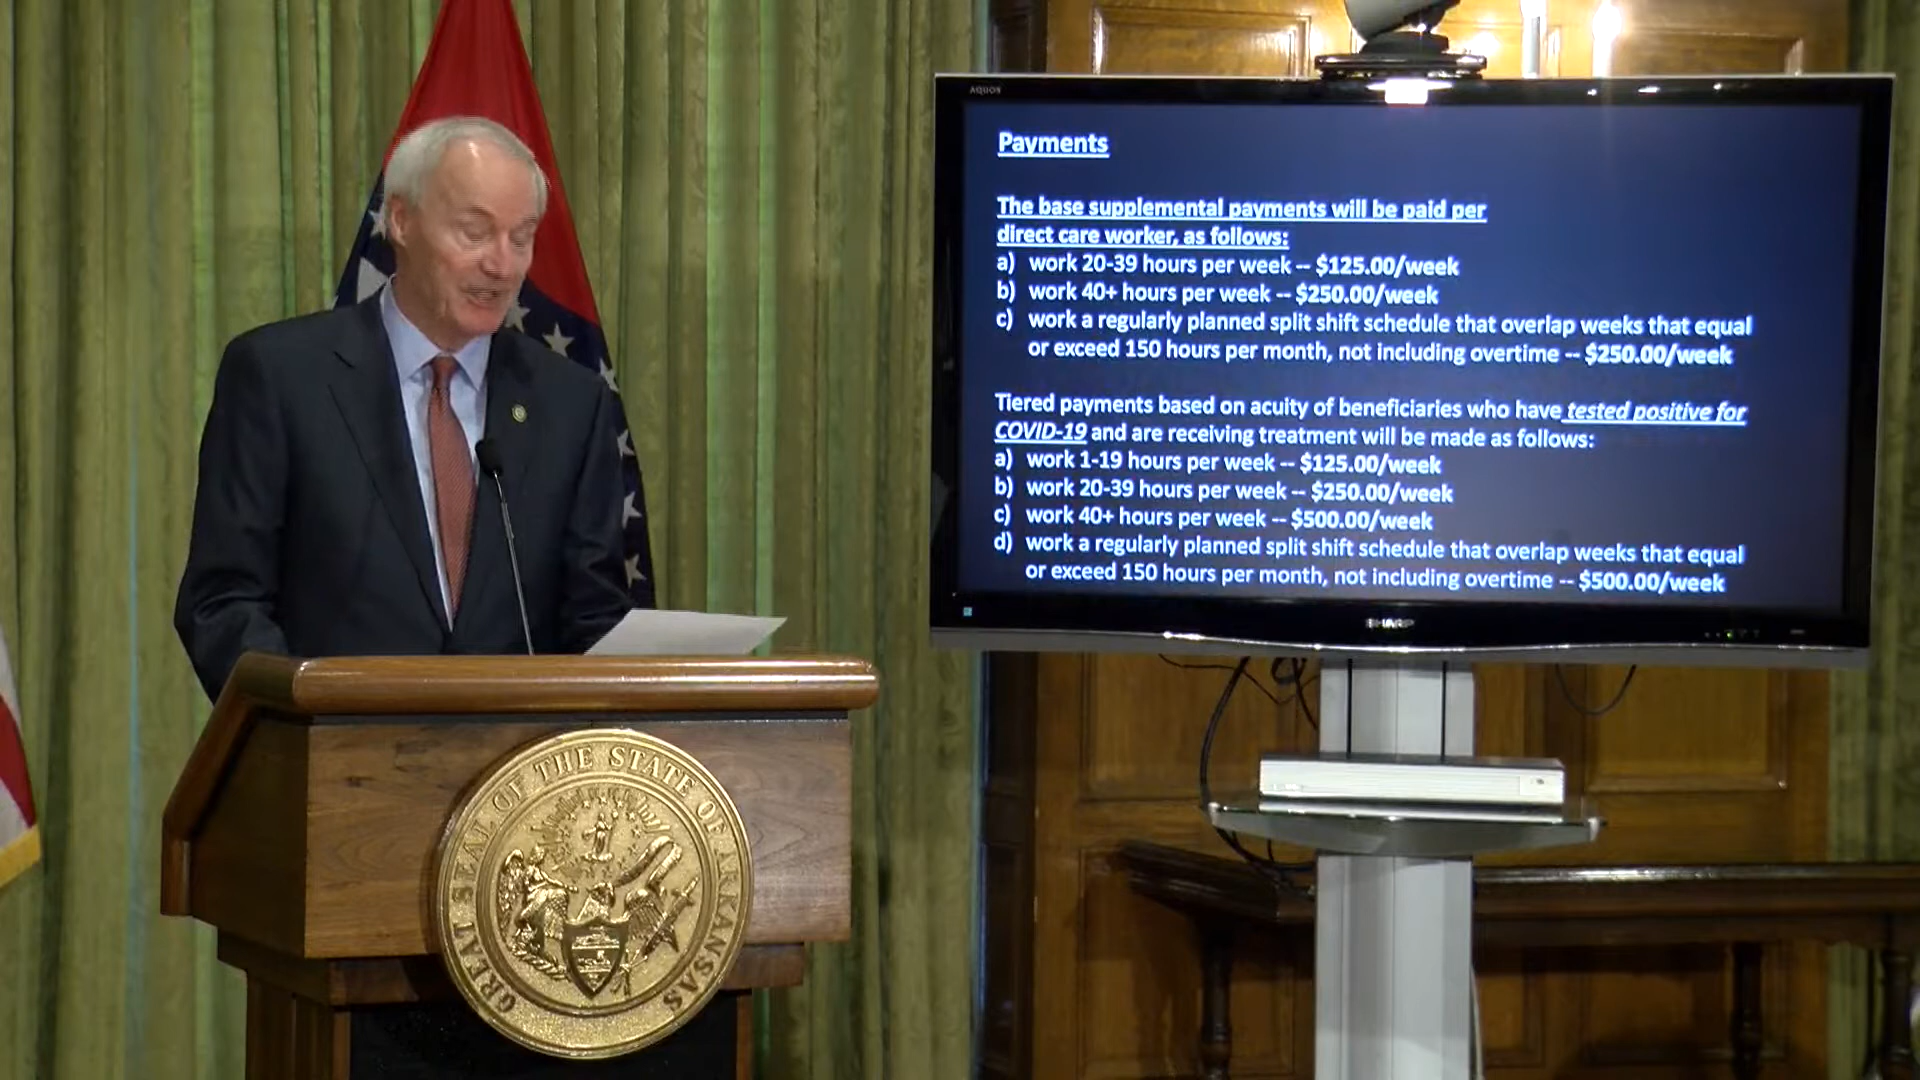 AQUOS
Payments
The base supplemental payments will be paid per
direct care worker, as follows:
a) work 20-39 hours per week -- $125.00/week
b) work 40+ hours per week -- $250.00/week
c) work a regularly planned split shift schedule that overlap weeks that equal
or exceed 150 hours per month, not including overtime -- $250.00/week
Tiered payments based on acuity of beneficiaries who have tested positive for
COVID-19 and are receiving treatment will be made as follows:
a) work 1-19 hours per week -- $125.00/week
b) work 20-39 hours per week -- $250.00/week
c) work 40+ hours per week -- $500.00/week
d) work a regularly planned split shift schedule that overlap weeks that equal
or exceed 150 hours per month, not including overtime -- $500.00/week
SHARP
GREAT SEAL OF THE STATE OF ARKANSAS